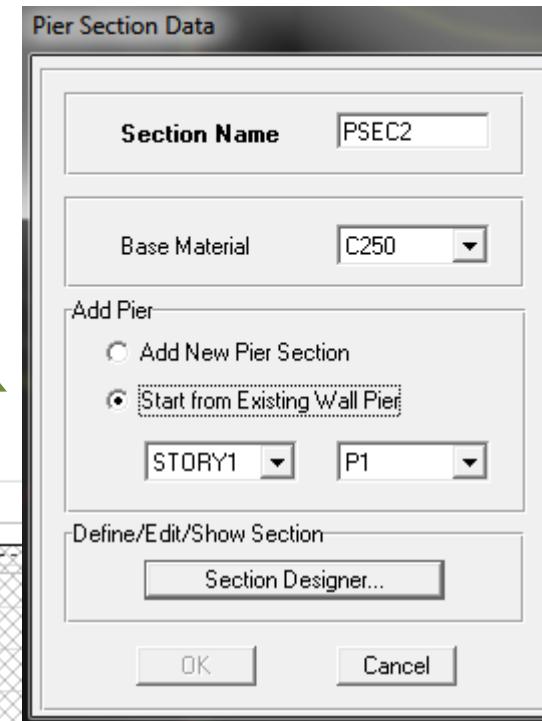 Pier Section Data
Section Name PSEC2
Base Material C250
Add Pier
Add New Pier Section
Start from Existing Wall Pier
STORY1 P1
Define/Edit/Show Section
Section Designer...
OK Cancel